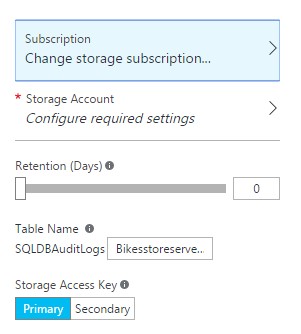 Subscription
Change storage subscription...
* Storage Account
Configure required settings
Retention (Days)
0
Table Name
SQLDBAuditLogs Bikesstoreserve..
Storage Access Key
Primary Secondary